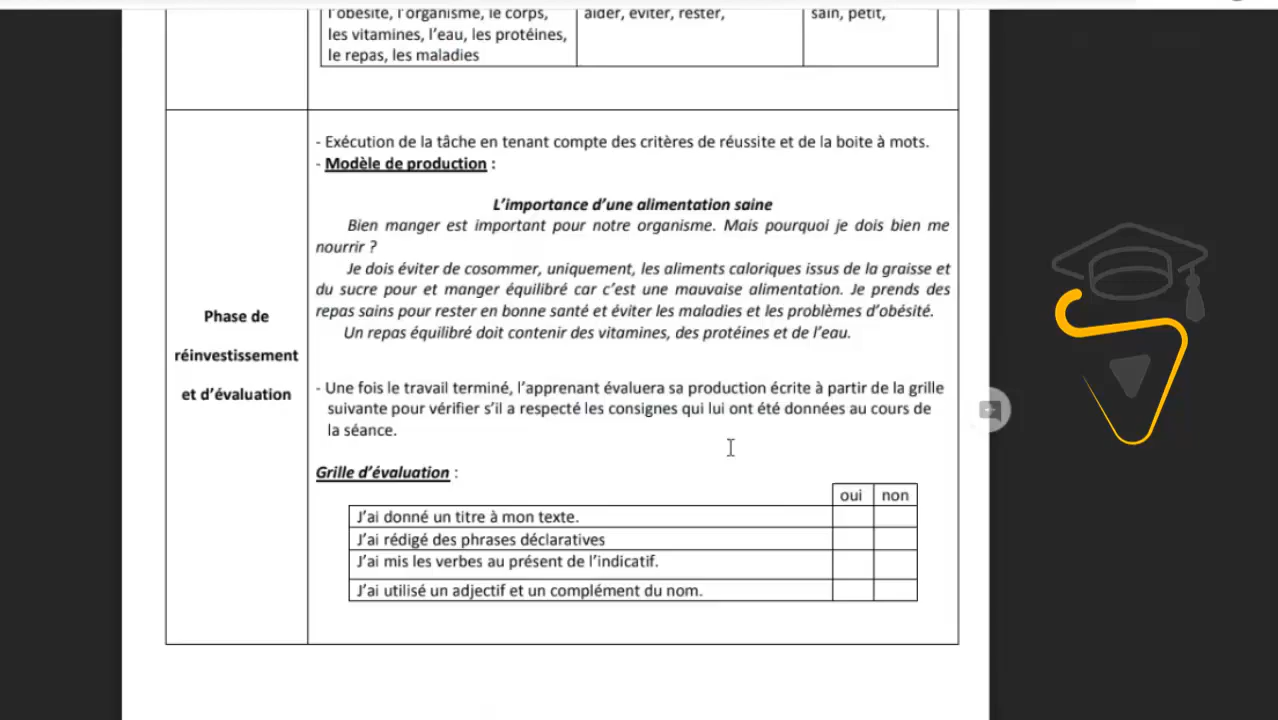 l'obésité, l'organisme, le corps,
les vitamines, l'eau, les protéines,
le repas, les maladies
aider, éviter, rester,
sain, petit,
Phase de
réinvestissement
et d'évaluation
- Exécution de la tâche en tenant compte des critères de réussite et de la boite à mots.
- Modèle de production :
L'importance d'une alimentation saine
Bien manger est important pour notre organisme. Mais pourquoi je dois bien me
nourrir ?
Je dois éviter de cosommer, uniquement, les aliments caloriques issus de la graisse et
du sucre pour et manger équilibré car c'est une mauvaise alimentation. Je prends des
repas sains pour rester en bonne santé et éviter les maladies et les problèmes d'obésité.
Un repas équilibré doit contenir des vitamines, des protéines et de l'eau.
- Une fois le travail terminé, l'apprenant évaluera sa production écrite à partir de la grille
suivante pour vérifier s'il a respecté les consignes qui lui ont été données au cours de
la séance.
Grille d'évaluation :
oui non
J'ai donné un titre à mon texte.
J'ai rédigé des phrases déclaratives
J'ai mis les verbes au présent de l'indicatif.
J'ai utilisé un adjectif et un complément du nom.